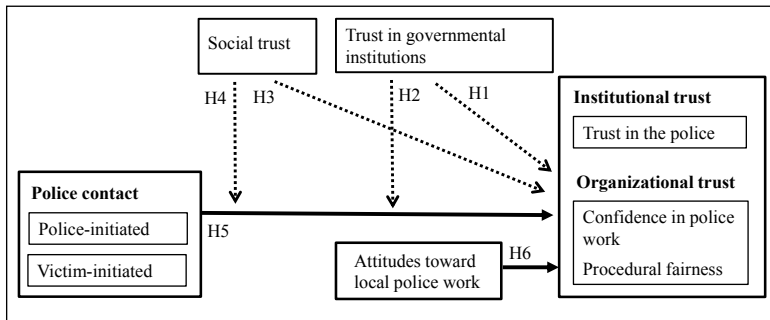 Social trust
Trust in governmental
institutions
H4
H3
H2
H1
Institutional trust
Trust in the police
Police contact
Organizational trust
Police-initiated
Confidence in police
work
H5
Victim-initiated
Attitudes toward
local police work
H6
Procedural fairness